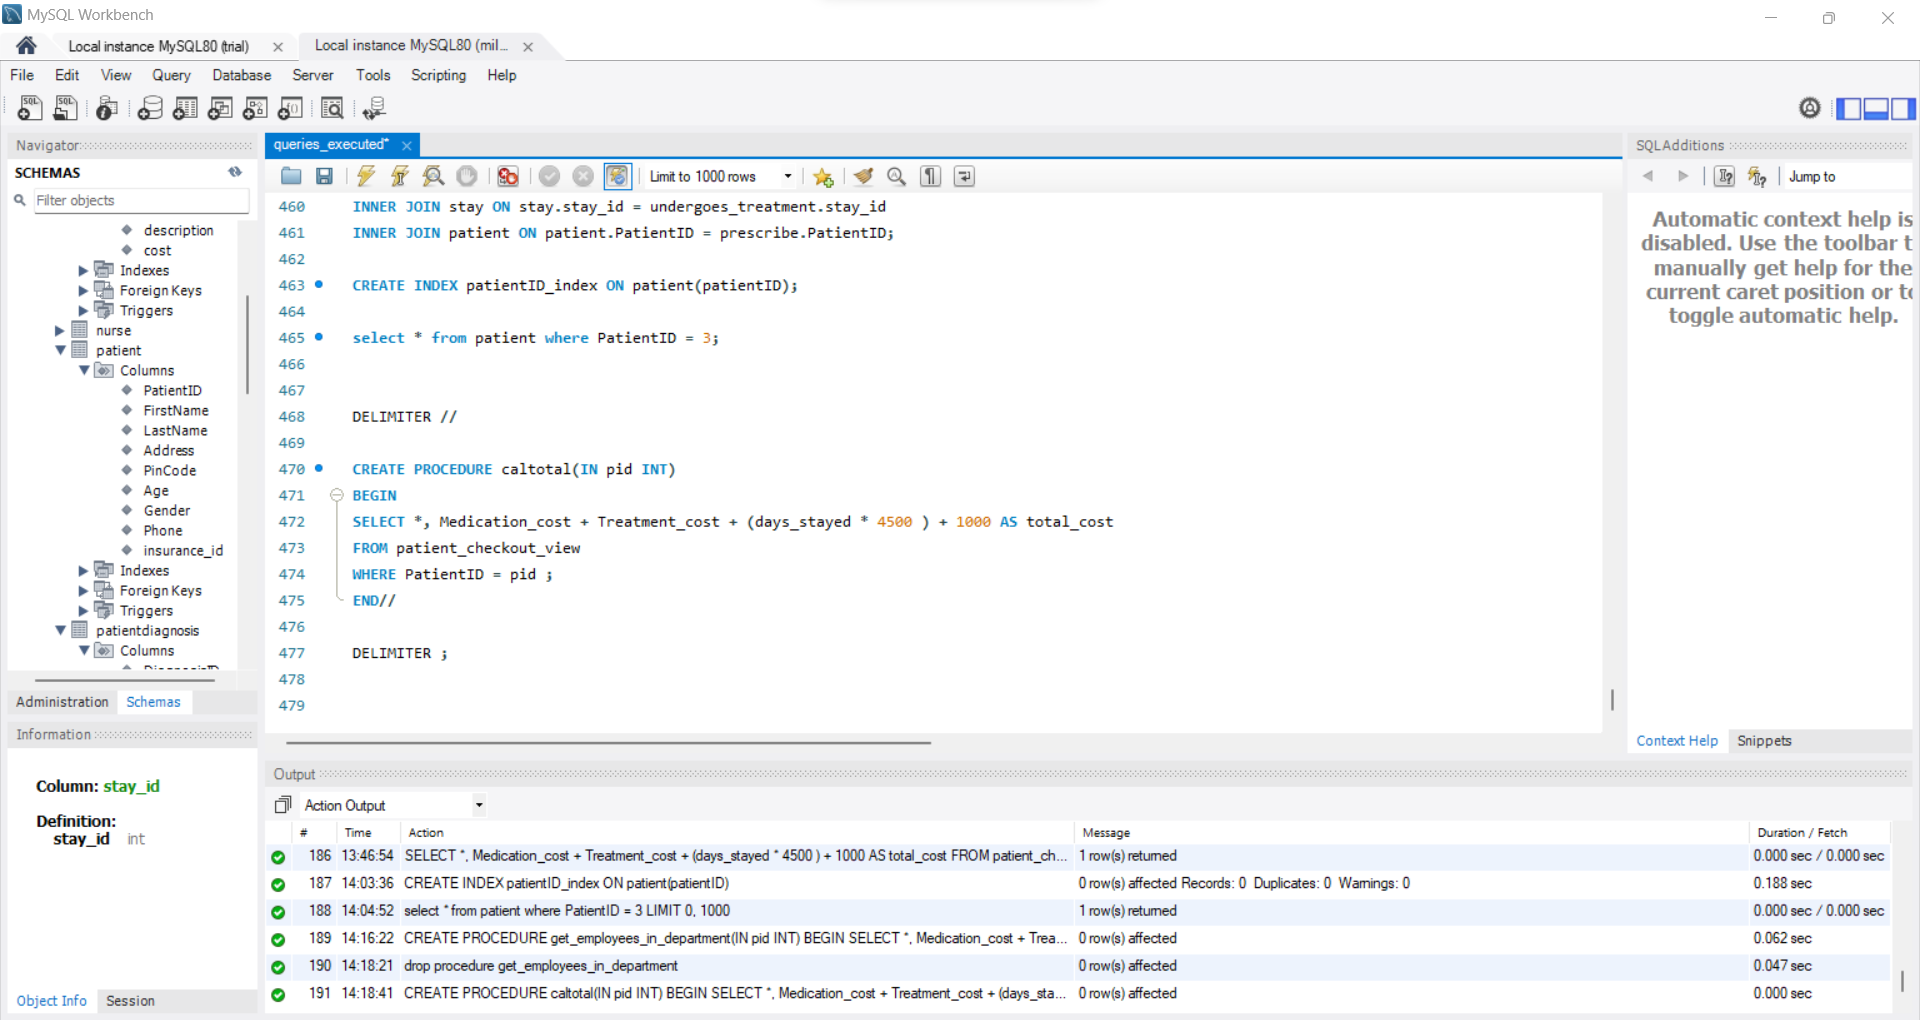 MySQL Workbench
Local instance MySQL80 (trial)
Local instance MySQL80 (mil...
File Edit View Query Database Server Tools Scripting Help
Navigator
SCHEMAS
Filter objects
description
cost
Indexes
Foreign Keys
Triggers
nurse
patient
Columns
PatientID
FirstName
LastName
Address
PinCode
Age
Gender
Phone
insurance_id
Indexes
Foreign Keys
Triggers
patientdiagnosis
Columns
Administration Schemas
Information
Column: stay_id
Definition:
stay_id int
Object Info Session
queries_executed*
Limit to 1000 rows
460 INNER JOIN stay ON stay.stay_id = undergoes_treatment.stay_id
461 INNER JOIN patient ON patient.PatientID = prescribe.PatientID;
462
463 CREATE INDEX patientID_index ON patient(patientID);
464
465 select * from patient where PatientID = 3;
466
467
468 DELIMITER //
469
470 CREATE PROCEDURE caltotal(IN pid INT)
471 BEGIN
472 SELECT *, Medication_cost + Treatment_cost + (days_stayed * 4500 ) + 1000 AS total_cost
473 FROM patient_checkout_view
474 WHERE PatientID = pid ;
475 END//
476
477 DELIMITER ;
478
479
SQLAdditions
Jump to
Automatic context help is
disabled. Use the toolbar t
manually get help for the
current caret position or to
toggle automatic help.
Context Help Snippets
Output
Action Output
# Time Action Message Duration / Fetch
186 13:46:54 SELECT *, Medication_cost + Treatment_cost + (days_stayed * 4500 ) + 1000 AS total_cost FROM patient_ch... 1 row(s) returned 0.000 sec / 0.000 sec
187 14:03:36 CREATE INDEX patientID_index ON patient(patientID) 0 row(s) affected Records: 0 Duplicates: 0 Warnings: 0 0.188 sec
188 14:04:52 select * from patient where PatientID = 3 LIMIT 0, 1000 1 row(s) returned 0.000 sec / 0.000 sec
189 14:16:22 CREATE PROCEDURE get_employees_in_department(IN pid INT) BEGIN SELECT *, Medication_cost + Trea... 0 row(s) affected 0.062 sec
190 14:18:21 drop procedure get_employees_in_department 0 row(s) affected 0.047 sec
191 14:18:41 CREATE PROCEDURE caltotal(IN pid INT) BEGIN SELECT *, Medication_cost + Treatment_cost + (days_sta... 0 row(s) affected 0.000 sec